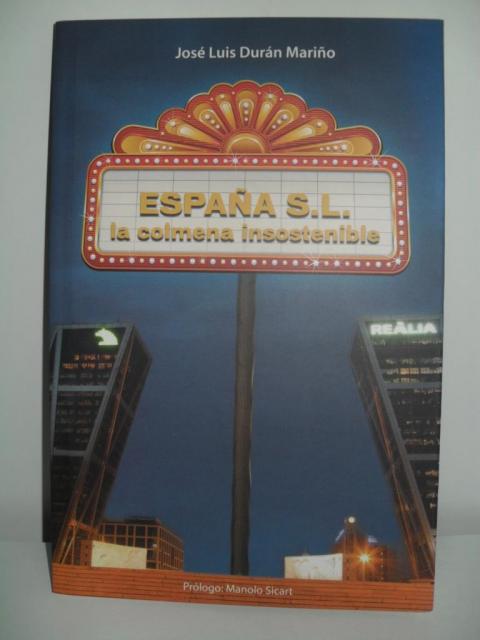 José Luis Durán Mariño
ESPAÑA S.L.
la colmena insostenible
REALIA
Prólogo: Manolo Sicart